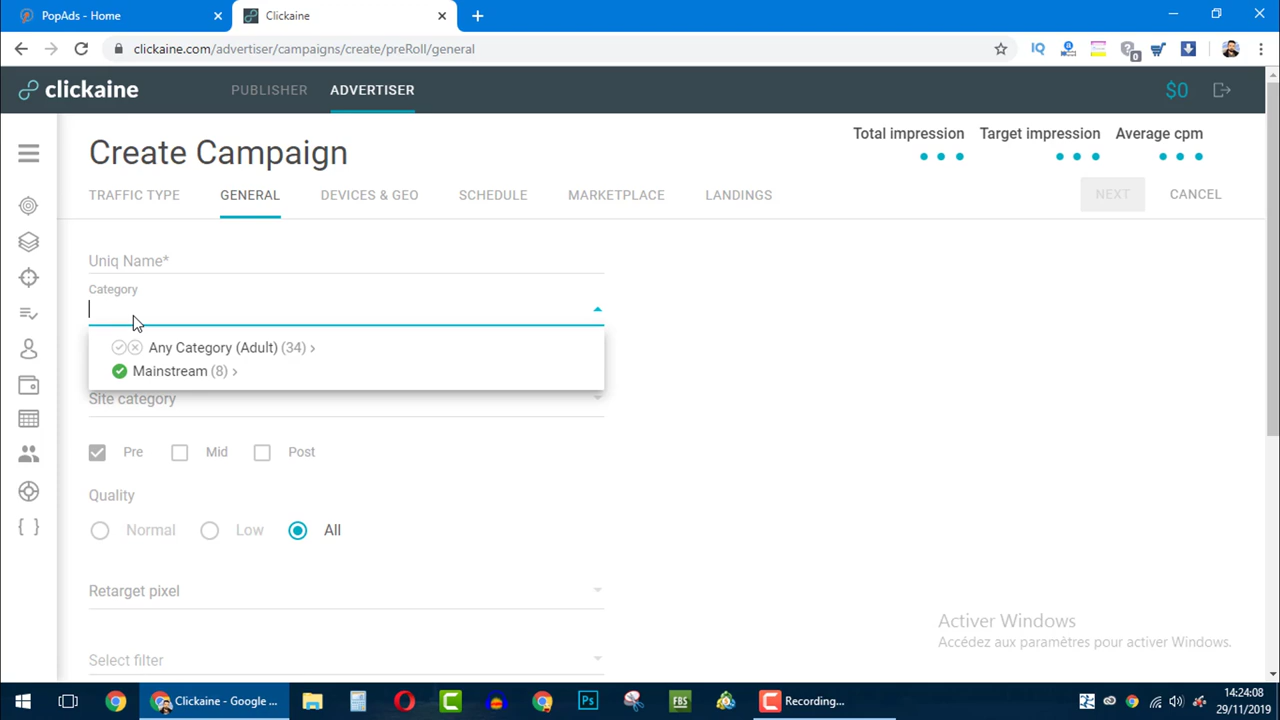 PopAds - Home
Clickaine
clickaine.com/advertiser/campaigns/create/preRoll/general
IQ
0
clickaine
PUBLISHER
ADVERTISER
$0
Create Campaign
Total impression
Target impression
Average cpm
TRAFFIC TYPE
GENERAL
DEVICES & GEO
SCHEDULE
MARKETPLACE
LANDINGS
NEXT
CANCEL
Uniq Name*
Category
Any Category (Adult) (34) ›
Mainstream (8) ›
Site category
Pre
Mid
Post
Quality
Normal
Low
All
Retarget pixel
Select filter
{ }
Activer Windows
Accédez aux paramètres pour activer Windows.
Clickaine - Google ...
Ps
FBS
Recording...
14:24:08
29/11/2019